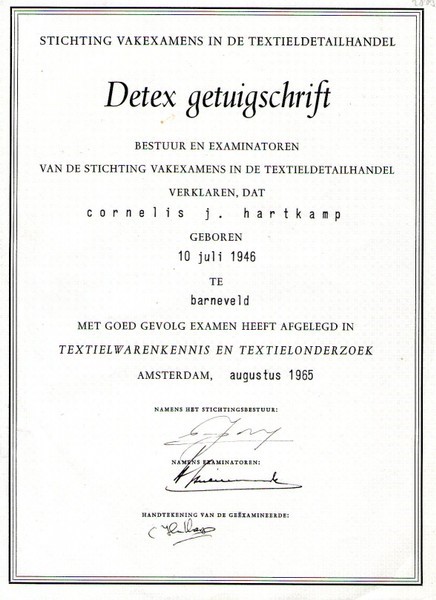 STICHTING VAKEXAMENS IN DE TEXTIELDETAILHANDEL
Detex getuigschrift
BESTUUR EN EXAMINATOREN
VAN DE STICHTING VAKEXAMENS IN DE TEXTIELDETAILHANDEL
VERKLAREN, DAT
cornelis j. hartkamp
GEBOREN
10 juli 1946
TE
barneveld
MET GOED GEVOLG EXAMEN HEEFT AFGELEGD IN
TEXTIELWARENKENNIS EN TEXTIELONDERZOEK
AMSTERDAM, augustus 1965
NAMENS HET STICHTINGSBESTUUR:
NAMENS EXAMINATOREN:
HANDTEKENING VAN DE GEËXAMINEERDE: